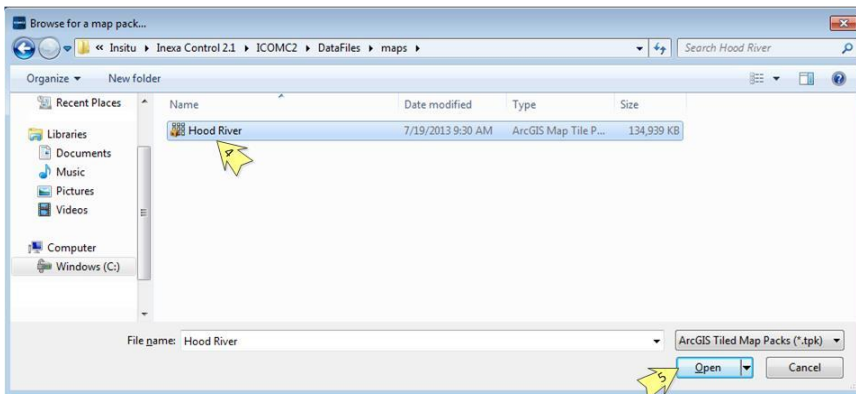 Browse for a map pack...
« Insitu ▸ Inexa Control 2.1 ▸ ICOMC2 ▸ DataFiles ▸ maps ▸
Search Hood River
Organize ▾ New folder
Recent Places
Libraries
Documents
Music
Pictures
Videos
Computer
Windows (C:)
Name Date modified Type Size
Hood River 7/19/2013 9:30 AM ArcGIS Map Tile P... 134,939 KB
4
File name: Hood River
ArcGIS Tiled Map Packs (*.tpk)
Open Cancel
5